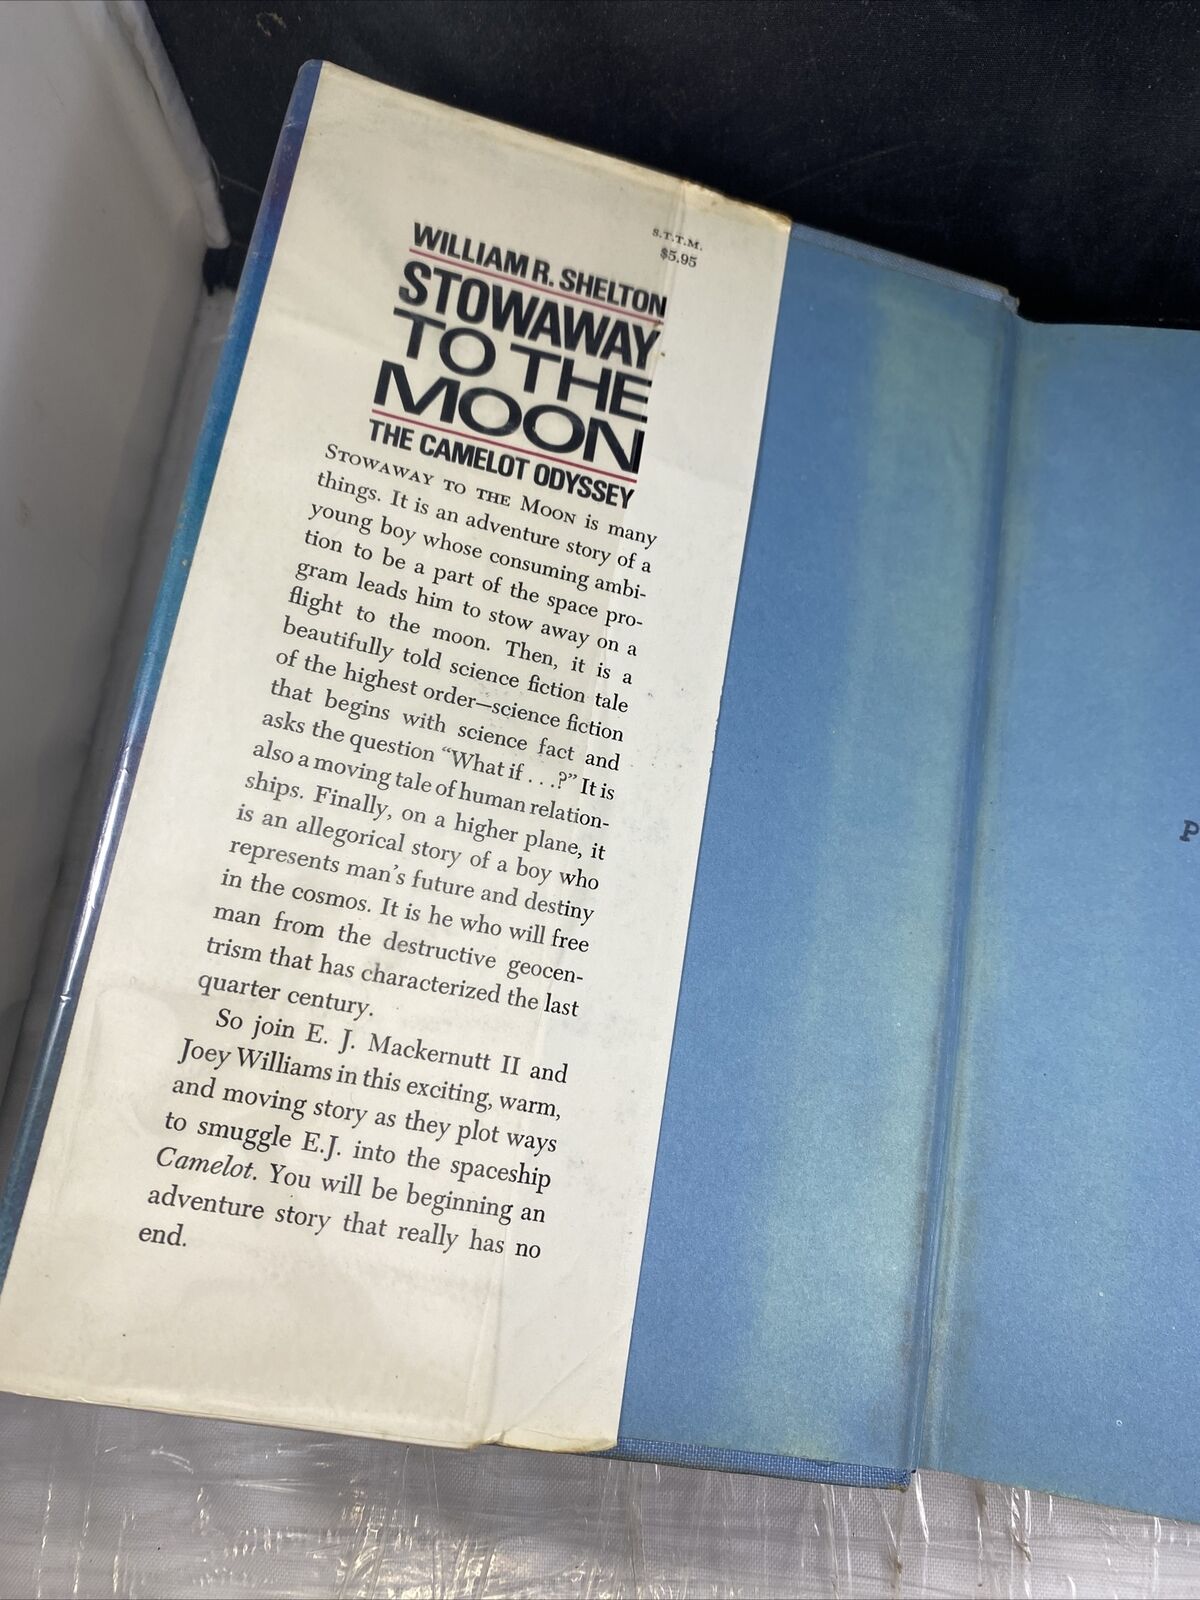 S.T.T.M.
$5.95
WILLIAM R. SHELTON
STOWAWAY
TO THE
MOON
THE CAMELOT ODYSSEY
STOWAWAY TO THE MOON is many
things. It is an adventure story of a
young boy whose consuming ambi-
tion to be a part of the space pro-
gram leads him to stow away on a
flight to the moon. Then, it is a
beautifully told science fiction tale
of the highest order—science fiction
that begins with science fact and
asks the question "What if . . .?" It is
also a moving tale of human relation-
ships. Finally, on a higher plane, it
is an allegorical story of a boy who
represents man's future and destiny
in the cosmos. It is he who will free
man from the destructive geocen-
trism that has characterized the last
quarter century.
So join E. J. Mackernutt II and
Joey Williams in this exciting, warm,
and moving story as they plot ways
to smuggle E.J. into the spaceship
Camelot. You will be beginning an
adventure story that really has no
end.
P